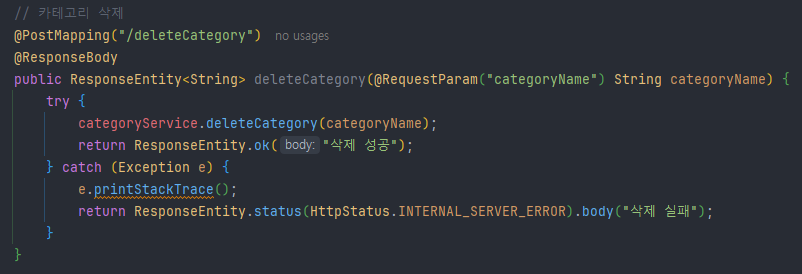 // 카테고리 삭제
@PostMapping("/deleteCategory") no usages
@ResponseBody
public ResponseEntity<String> deleteCategory(@RequestParam("categoryName") String categoryName) {
    try {
        categoryService.deleteCategory(categoryName);
        return ResponseEntity.ok( body: "삭제 성공");
    } catch (Exception e) {
        e.printStackTrace();
        return ResponseEntity.status(HttpStatus.INTERNAL_SERVER_ERROR).body("삭제 실패");
    }
}